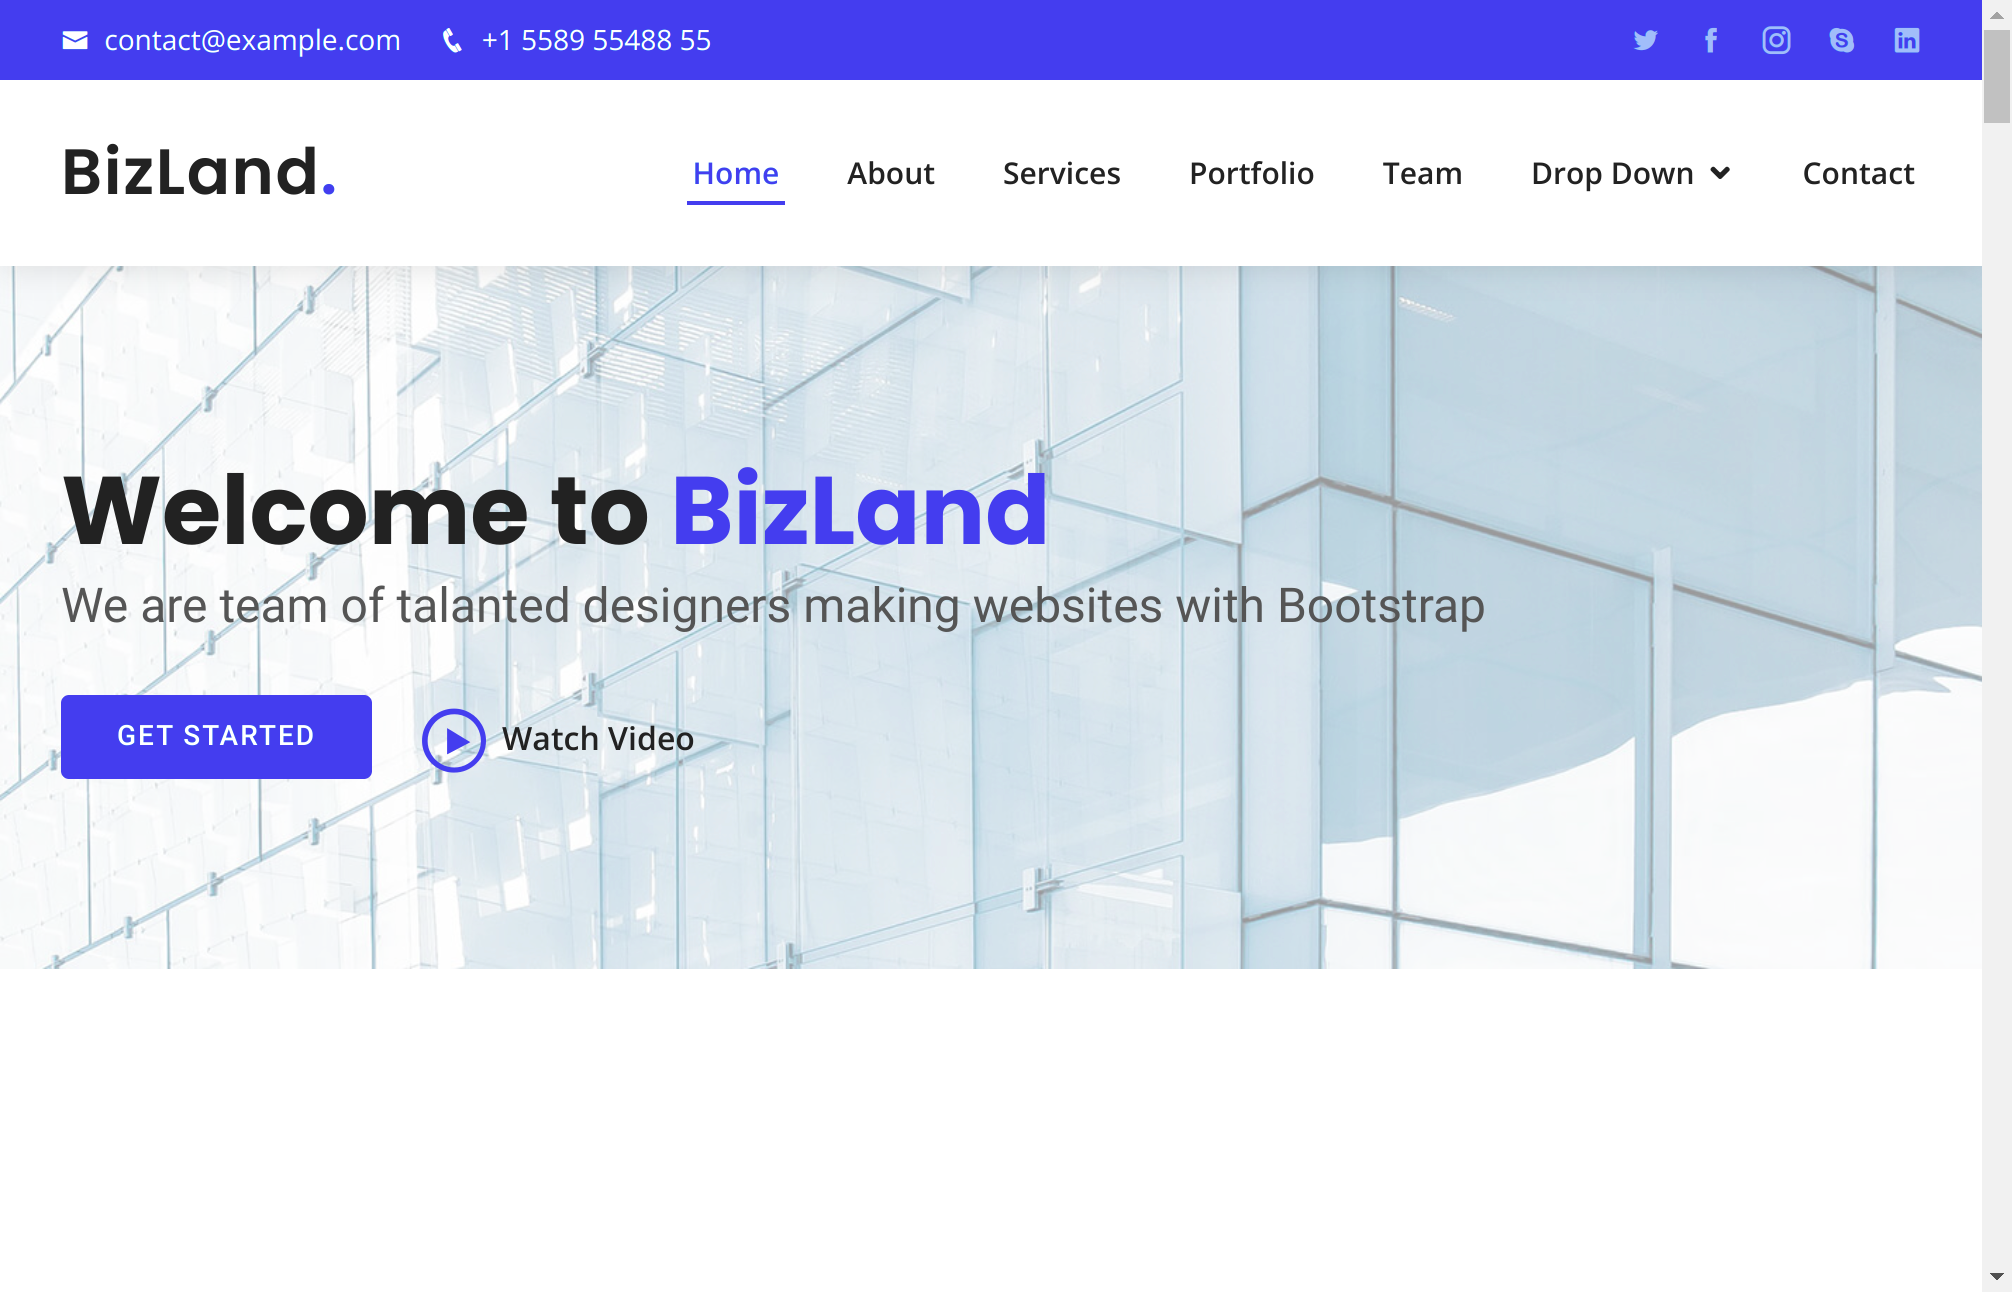 contact@example.com +1 5589 55488 55
BizLand.
Home About Services Portfolio Team Drop Down Contact
Welcome to BizLand
We are team of talanted designers making websites with Bootstrap
GET STARTED Watch Video